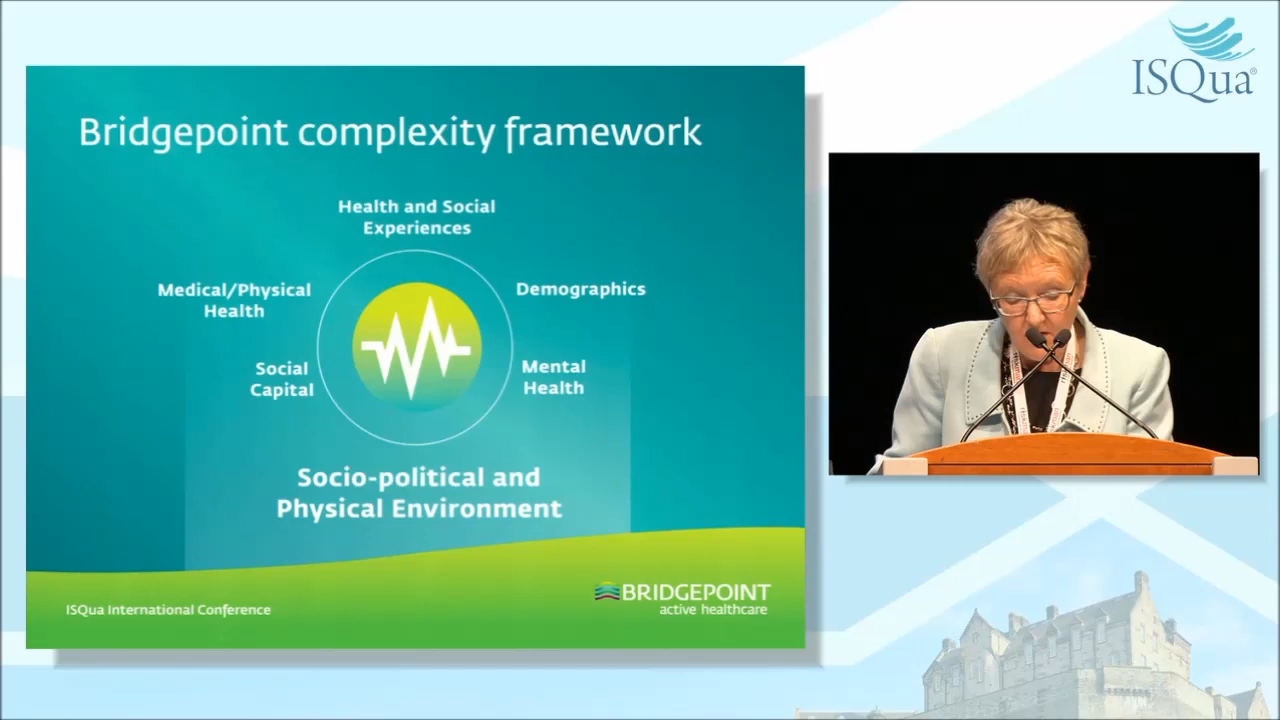 Bridgepoint complexity framework
Health and Social
Experiences
Medical/Physical
Health
Demographics
Social
Capital
Mental
Health
Socio-political and
Physical Environment
ISQua International Conference
BRIDGEPOINT
active healthcare
ISQua®